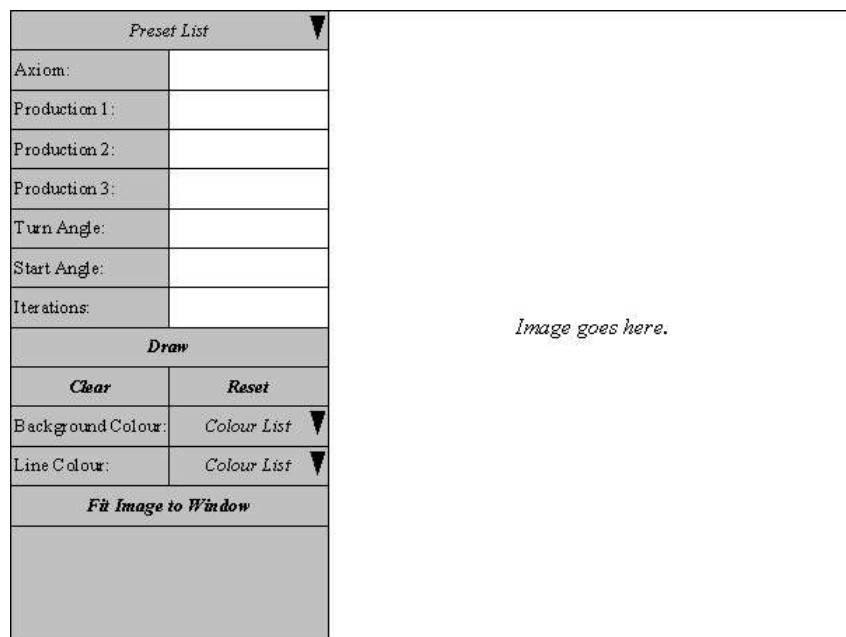 Preset List
Axiom:
Production 1:
Production 2:
Production 3:
Turn Angle:
Start Angle:
Iterations:
Draw
Clear Reset
Background Colour: Colour List
Line Colour: Colour List
Fit Image to Window
Image goes here.